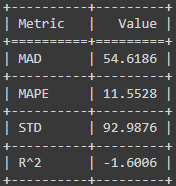 +----------+---------+
| Metric   |   Value |
+==========+=========+
| MAD      | 54.6186 |
+----------+---------+
| MAPE     | 11.5528 |
+----------+---------+
| STD      | 92.9876 |
+----------+---------+
| R^2      | -1.6006 |
+----------+---------+